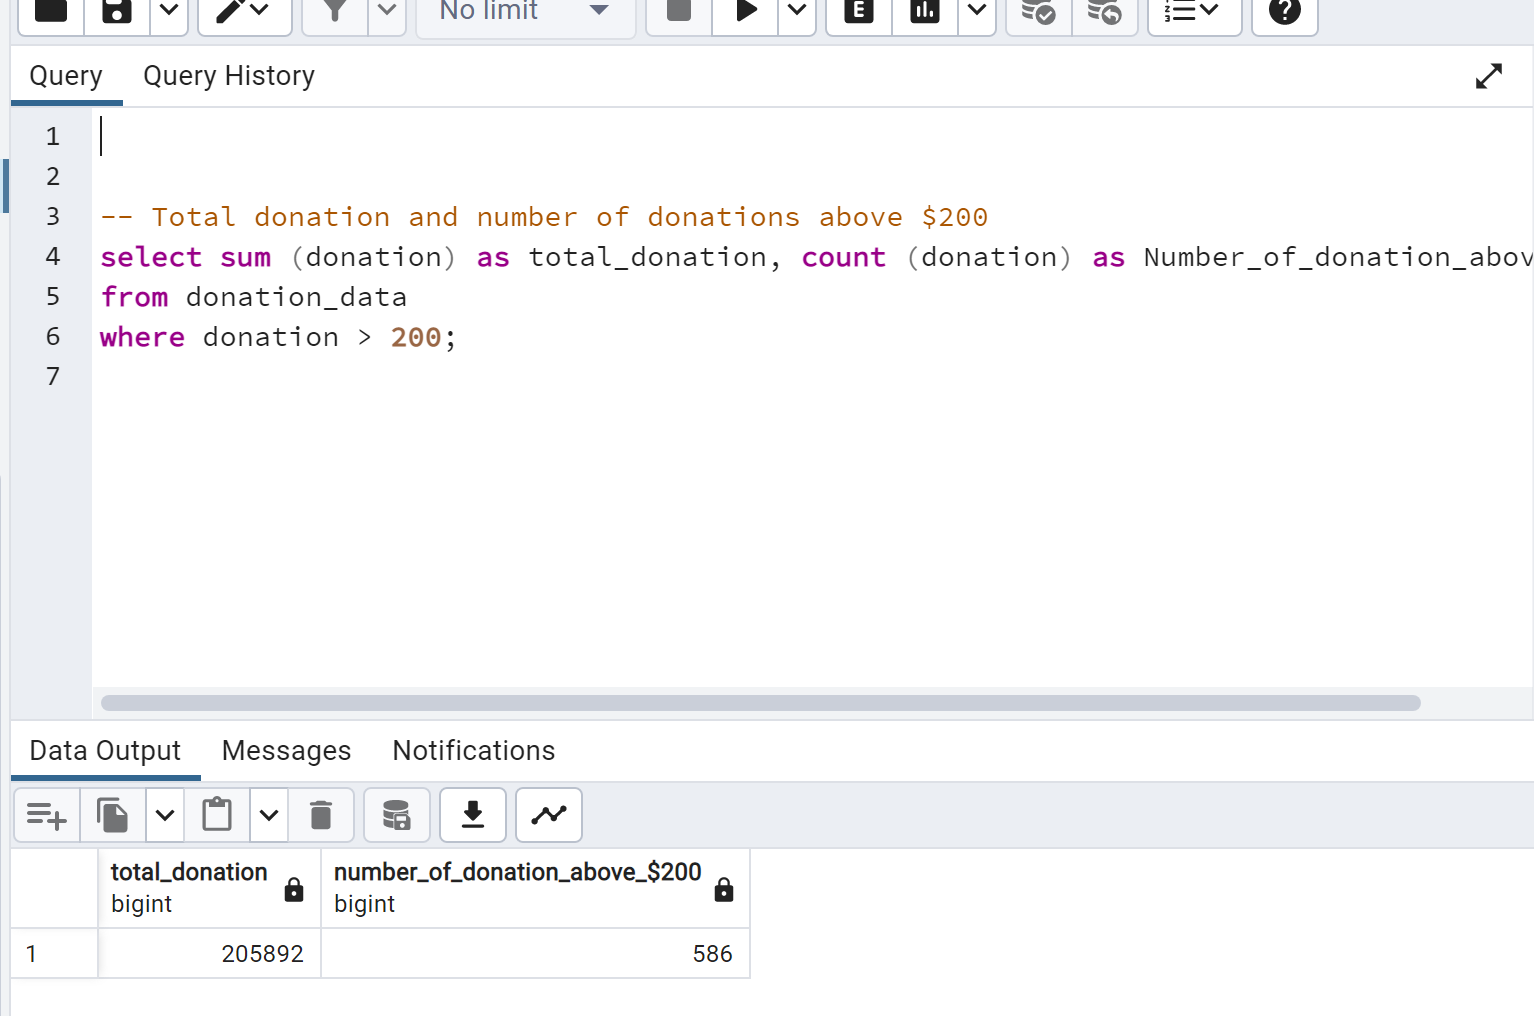 No limit
E
Query Query History
1
2
3 -- Total donation and number of donations above $200
4 select sum (donation) as total_donation, count (donation) as Number_of_donation_abov
5 from donation_data
6 where donation > 200;
7
Data Output Messages Notifications
total_donation number_of_donation_above_$200
bigint bigint
1 205892 586